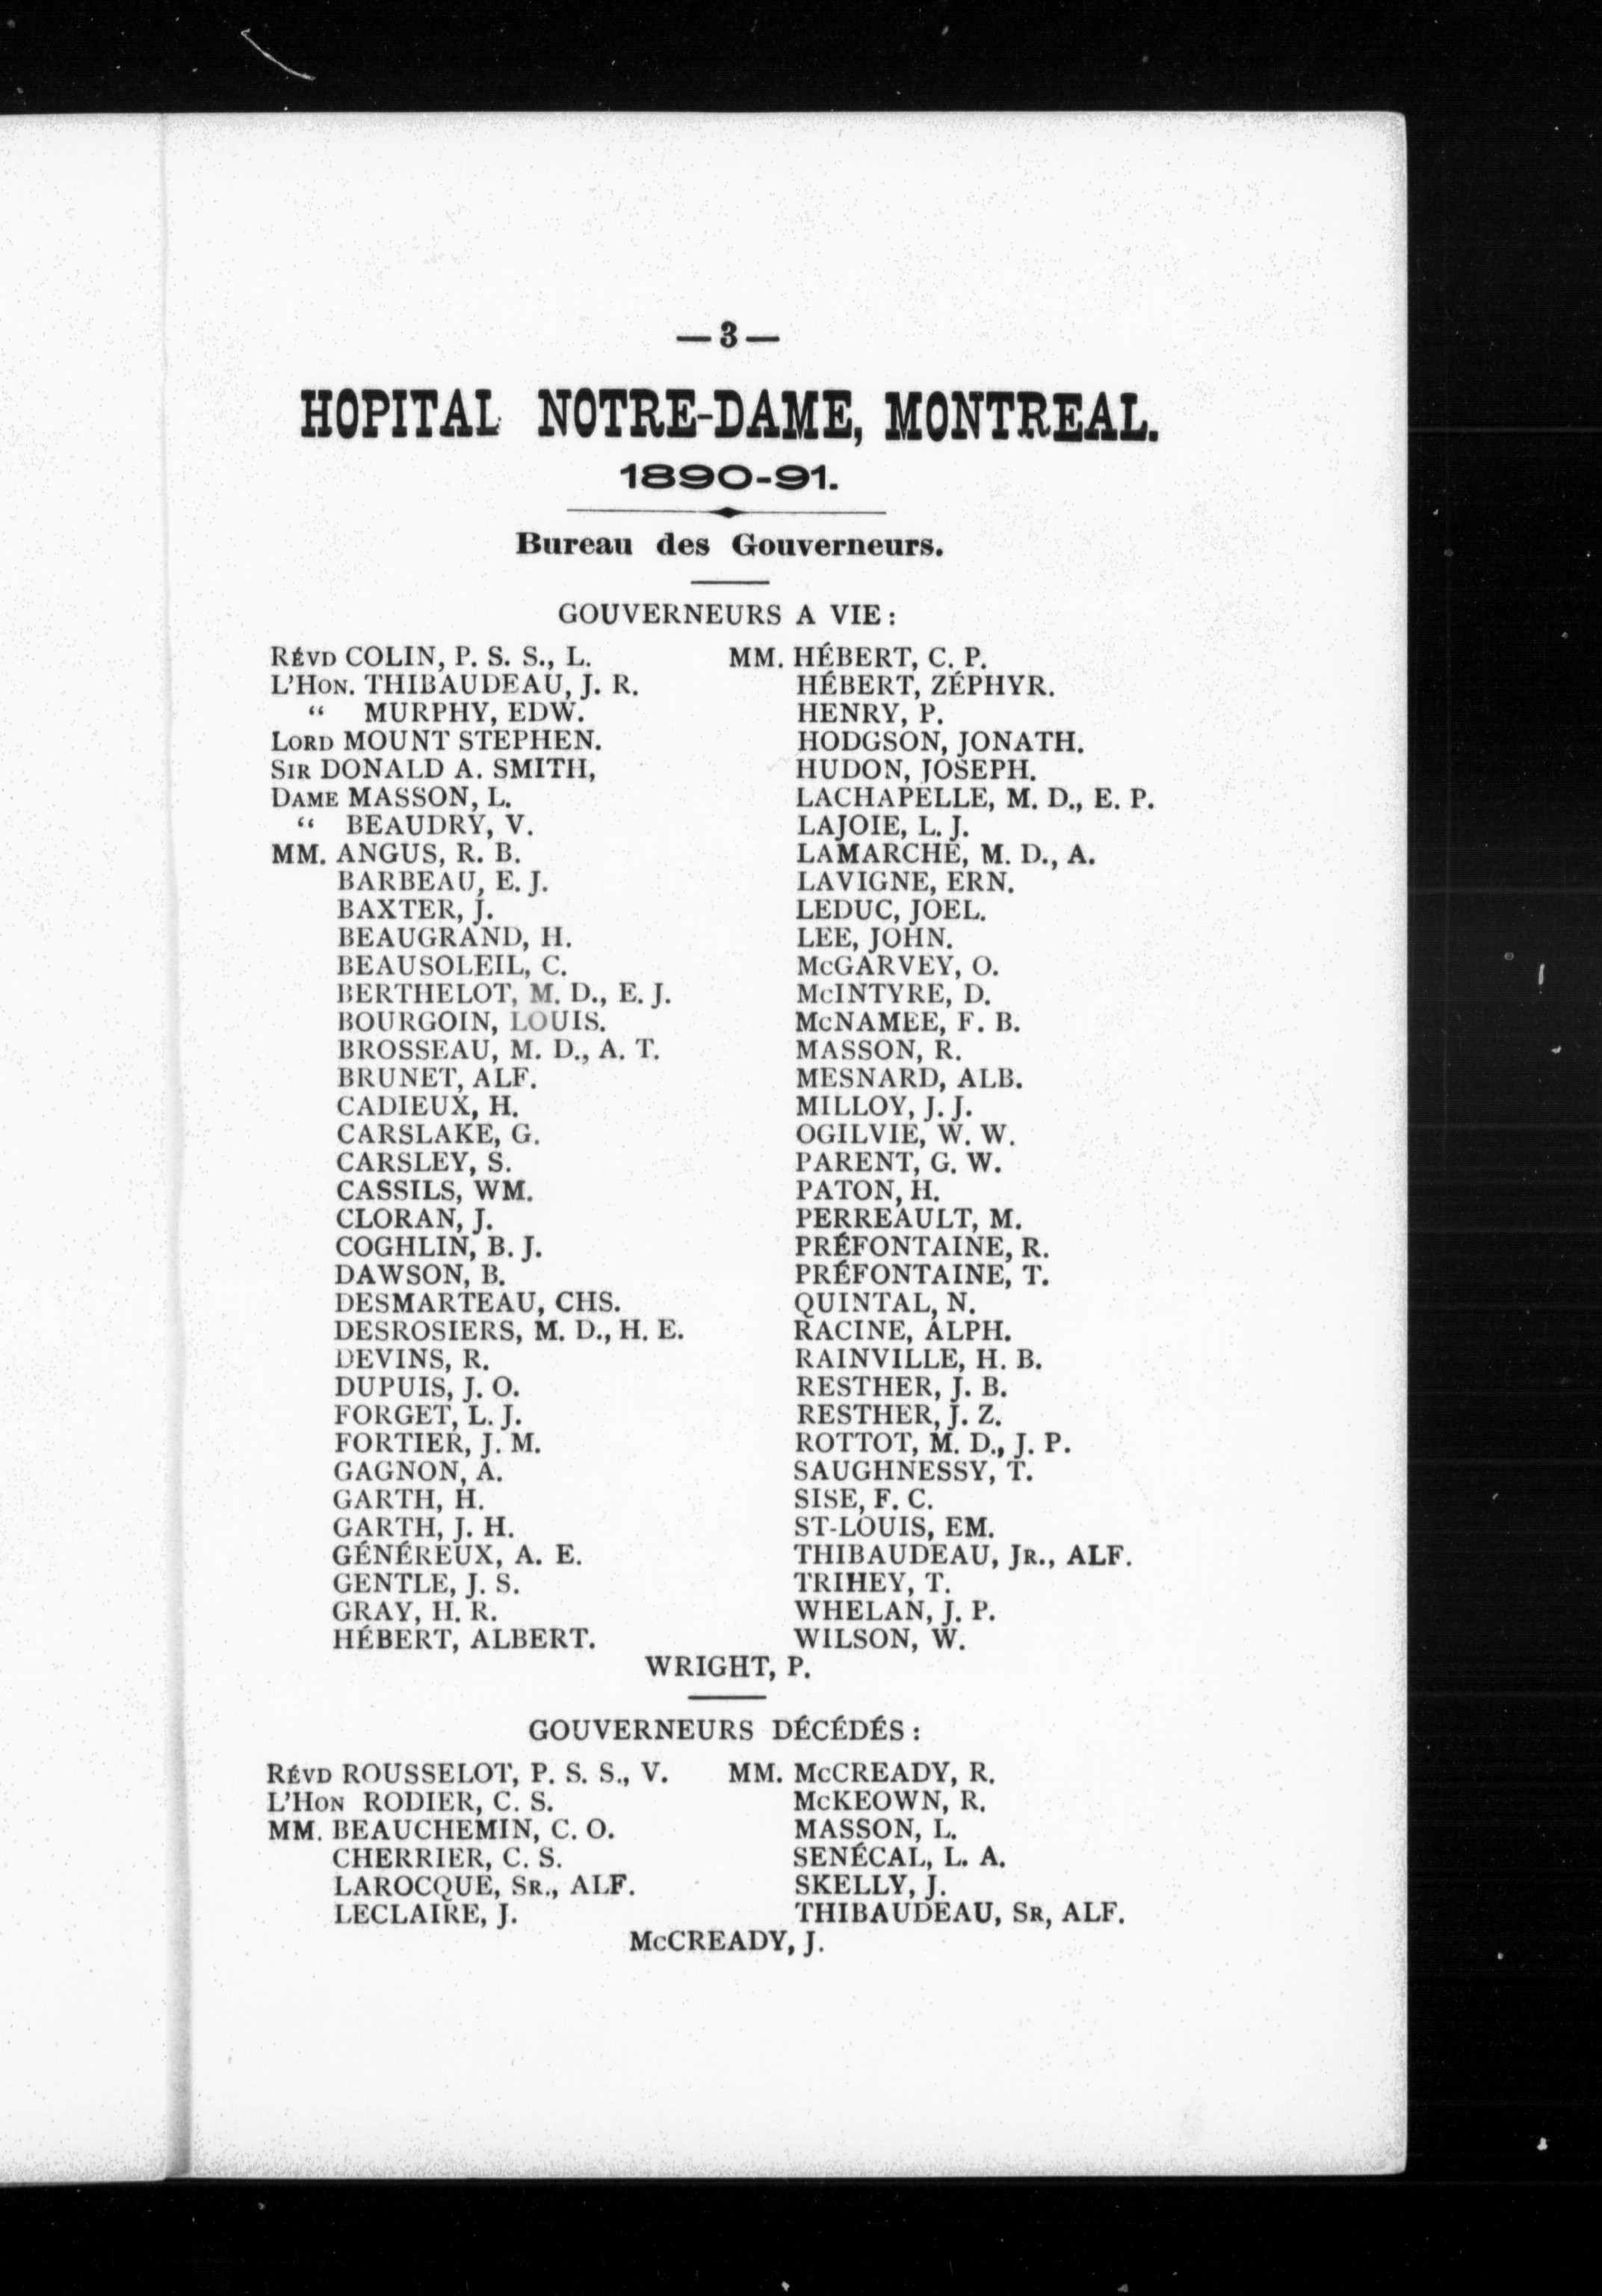 — 3 —
HOPITAL NOTRE-DAME, MONTREAL.
1890-91.
Bureau des Gouverneurs.
GOUVERNEURS A VIE :
RÉVD COLIN, P. S. S., L.
L'HON. THIBAUDEAU, J. R.
“ MURPHY, EDW.
LORD MOUNT STEPHEN.
SIR DONALD A. SMITH,
DAME MASSON, L.
“ BEAUDRY, V.
MM. ANGUS, R. B.
BARBEAU, E. J.
BAXTER, J.
BEAUGRAND, H.
BEAUSOLEIL, C.
BERTHELOT, M. D., E. J.
BOURGOIN, LOUIS.
BROSSEAU, M. D., A. T.
BRUNET, ALF.
CADIEUX, H.
CARSLAKE, G.
CARSLEY, S.
CASSILS, WM.
CLORAN, J.
COGHLIN, B. J.
DAWSON, B.
DESMARTEAU, CHS.
DESROSIERS, M. D., H. E.
DEVINS, R.
DUPUIS, J. O.
FORGET, L. J.
FORTIER, J. M.
GAGNON, A.
GARTH, H.
GARTH, J. H.
GÉNÉREUX, A. E.
GENTLE, J. S.
GRAY, H. R.
HÉBERT, ALBERT.
MM. HÉBERT, C. P.
HÉBERT, ZÉPHYR.
HENRY, P.
HODGSON, JONATH.
HUDON, JOSEPH.
LACHAPELLE, M. D., E. P.
LAJOIE, L. J.
LAMARCHE, M. D., A.
LAVIGNE, ERN.
LEDUC, JOEL.
LEE, JOHN.
McGARVEY, O.
McINTYRE, D.
McNAMEE, F. B.
MASSON, R.
MESNARD, ALB.
MILLOY, J. J.
OGILVIE, W. W.
PARENT, G. W.
PATON, H.
PERREAULT, M.
PRÉFONTAINE, R.
PRÉFONTAINE, T.
QUINTAL, N.
RACINE, ALPH.
RAINVILLE, H. B.
RESTHER, J. B.
RESTHER, J. Z.
ROTTOT, M. D., J. P.
SAUGHNESSY, T.
SISE, F. C.
ST-LOUIS, EM.
THIBAUDEAU, JR., ALF.
TRIHEY, T.
WHELAN, J. P.
WILSON, W.
WRIGHT, P.
GOUVERNEURS DÉCÉDÉS :
RÉVD ROUSSELOT, P. S. S., V.
L'HON RODIER, C. S.
MM. BEAUCHEMIN, C. O.
CHERRIER, C. S.
LAROCQUE, SR., ALF.
LECLAIRE, J.
MM. McCREADY, R.
McKEOWN, R.
MASSON, L.
SENÉCAL, L. A.
SKELLY, J.
THIBAUDEAU, SR, ALF.
McCREADY, J.